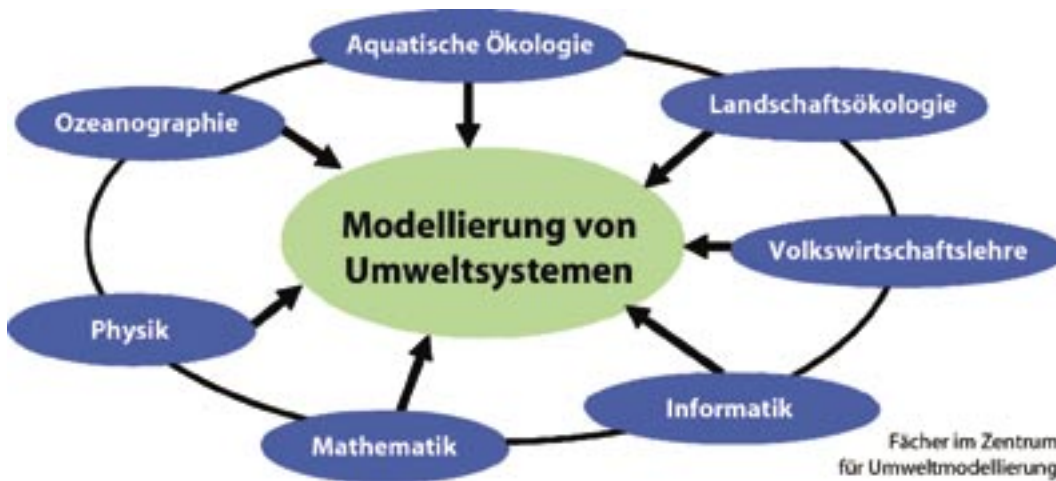 Aquatische Ökologie
Ozeanographie
Landschaftsökologie
Modellierung von
Umweltsystemen
Volkswirtschaftslehre
Physik
Informatik
Mathematik
Fächer im Zentrum
für Umweltmodellierung